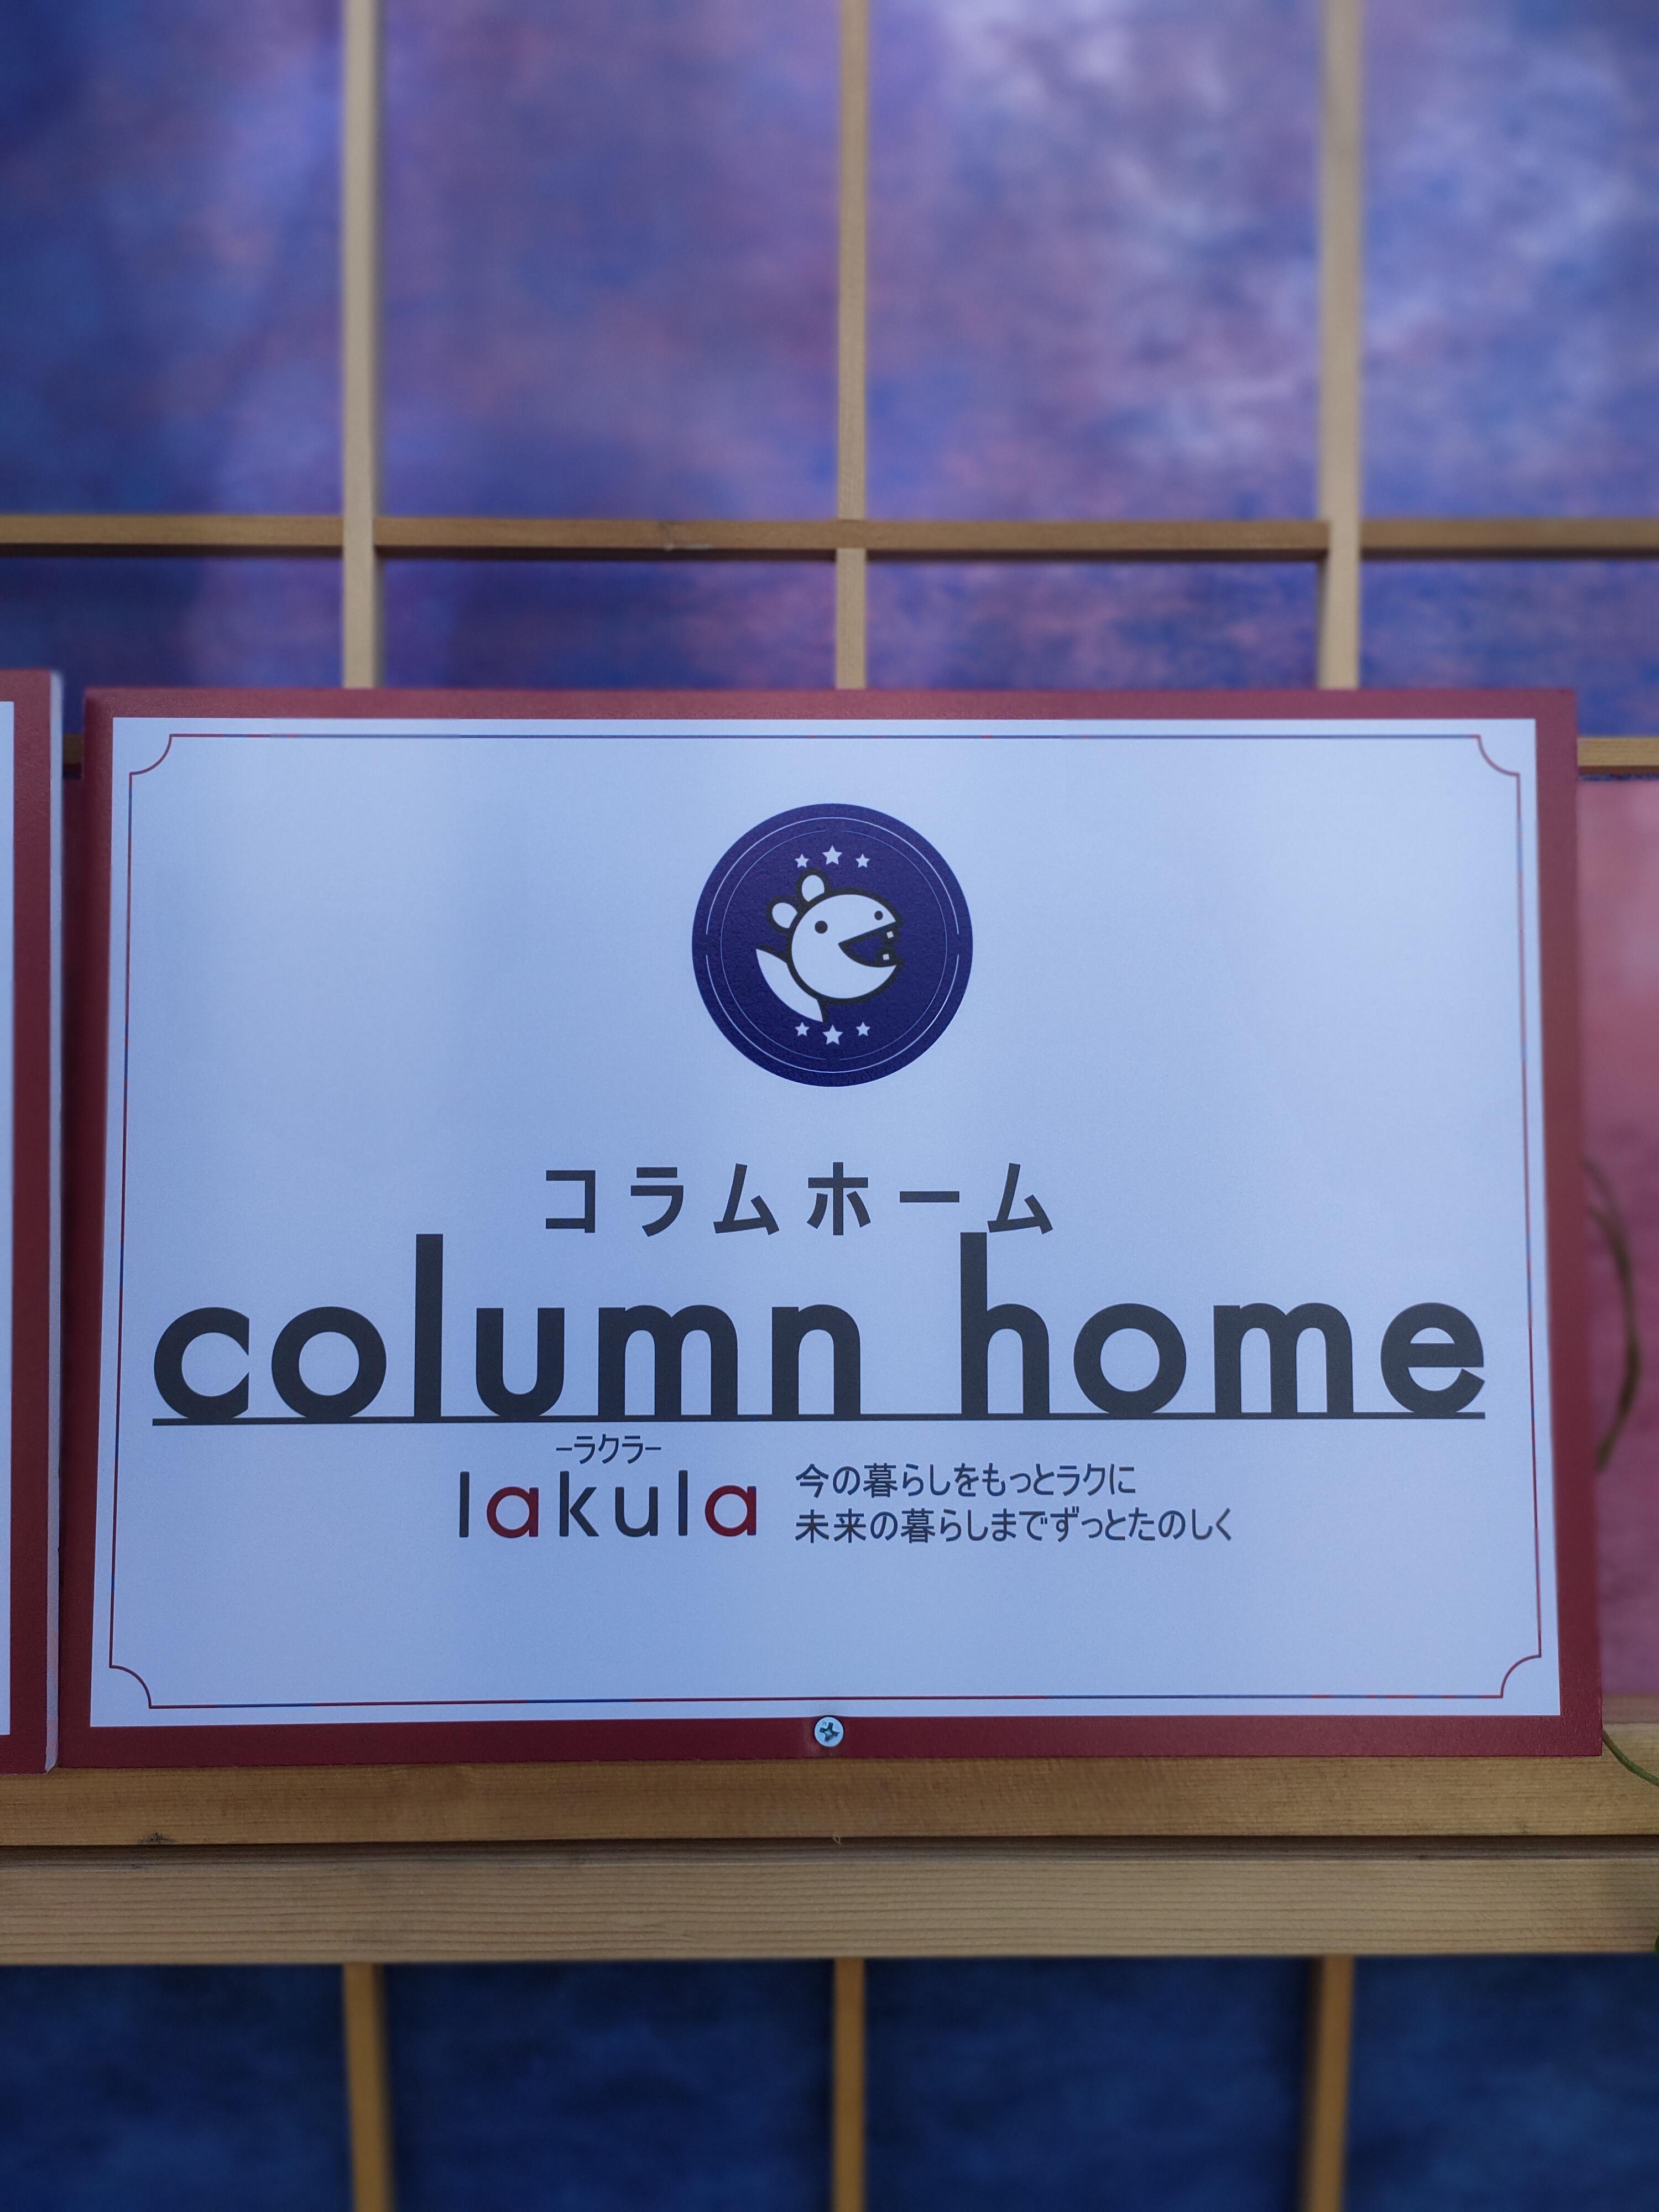 コラムホーム
column home
−ラクラ−
lakula
今の暮らしをもっとラクに
未来の暮らしまでずっとたのしく